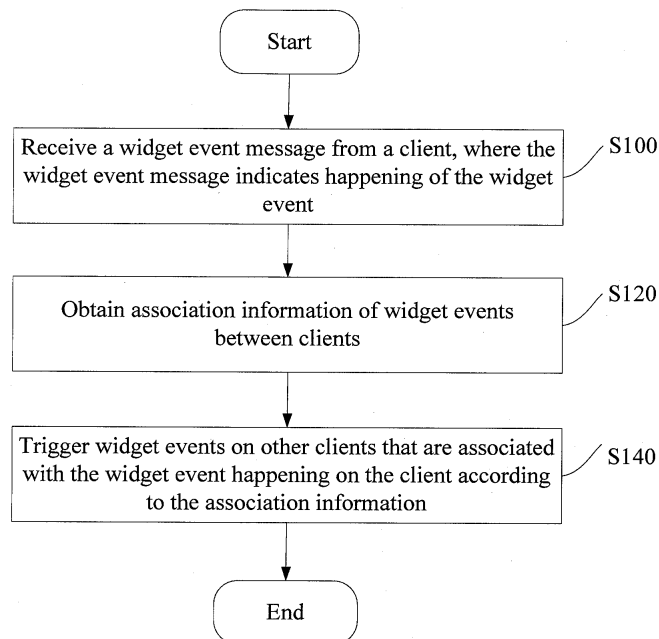 Start
Receive a widget event message from a client, where the
widget event message indicates happening of the widget
event
S100
Obtain association information of widget events
between clients
S120
Trigger widget events on other clients that are associated
with the widget event happening on the client according
to the association information
S140
End